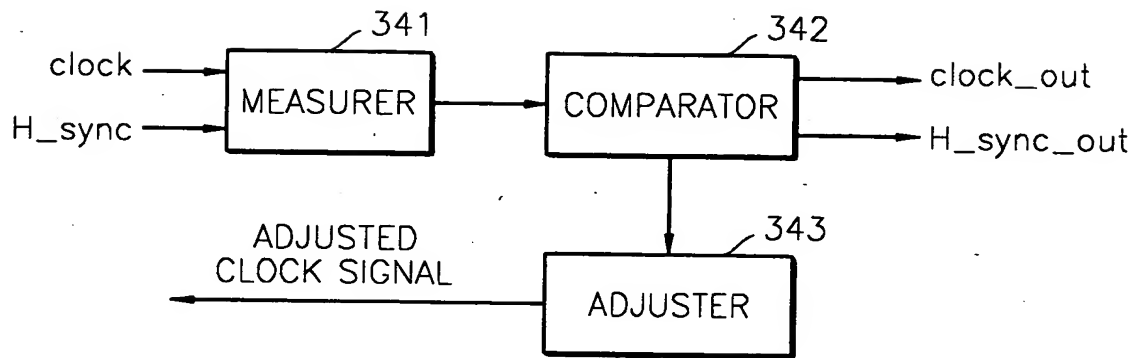 341
342
clock
H_sync
MEASURER
COMPARATOR
clock_out
H_sync_out
343
ADJUSTED
CLOCK SIGNAL
ADJUSTER